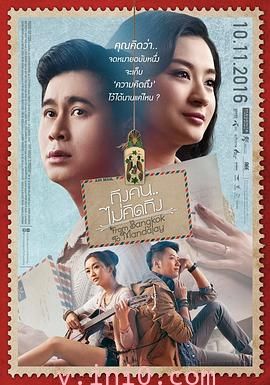 คุณคิดว่า..
จดหมายฉบับหนึ่ง
จะเก็บ
'ความคิดถึง'
ไว้ได้นานแค่ไหน ?
10.11.2016
ถึงคน..
ไม่คิดถึง
from Bangkok
to Mandalay
v.in10.com